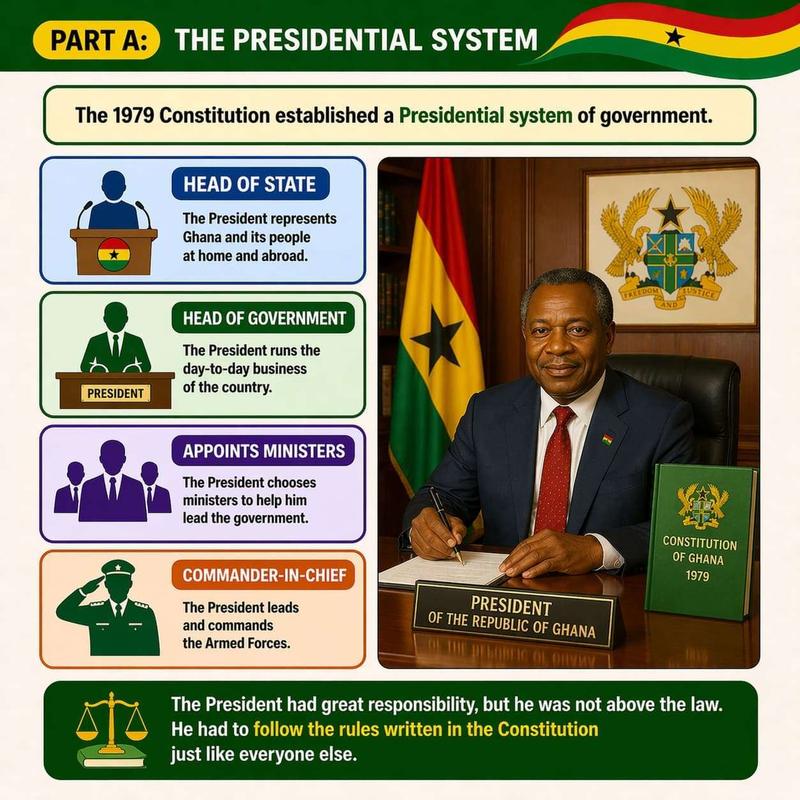 PART A: THE PRESIDENTIAL SYSTEM
The 1979 Constitution established a Presidential system of government.
HEAD OF STATE
The President represents
Ghana and its people
at home and abroad.
HEAD OF GOVERNMENT
The President runs the
day-to-day business
of the country.
PRESIDENT
APPOINTS MINISTERS
The President chooses
ministers to help him
lead the government.
COMMANDER-IN-CHIEF
The President leads
and commands
the Armed Forces.
FREEDOM AND JUSTICE
CONSTITUTION
OF GHANA
1979
PRESIDENT
OF THE REPUBLIC OF GHANA
The President had great responsibility, but he was not above the law.
He had to follow the rules written in the Constitution
just like everyone else.